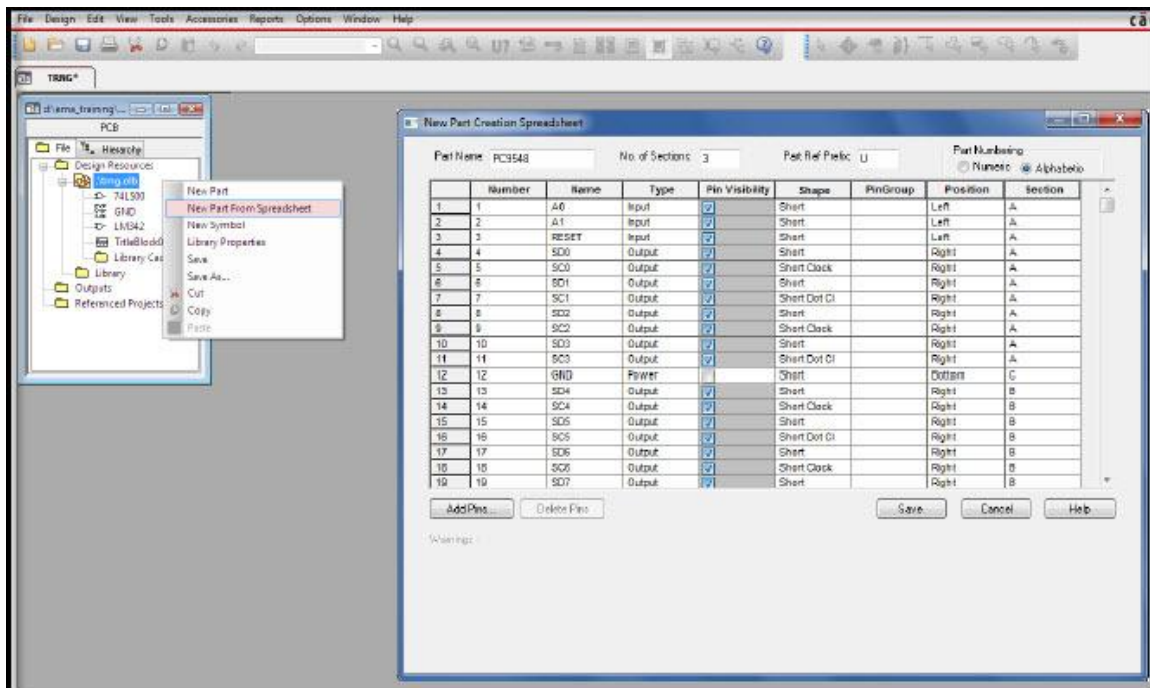 File Design Edit View Tools Accessories Reports Options Window Help
TRNG*
PCB
File Hierarchy
Design Resources
74LS00
GND
LM342
Library
Outputs
Referenced Projects
New Part
New Part From Spreadsheet
New Symbol
Library Properties
Save
Save As...
Cut
Copy
Paste
New Part Creation Spreadsheet
Part Name: PC9548 No. of Sections: 3 Part Ref Prefix: U
Part Numbering
Numeric Alphabetic
Number Name Type Pin Visibility Shape PinGroup Position Section
1 1 A0 Input Short Left A
2 2 A1 Input Short Left A
3 3 RESET Input Short Left A
4 4 SD0 Output Short Right A
5 5 SC0 Output Short Clock Right A
6 6 SD1 Output Short Right A
7 7 SC1 Output Short Dot Cl Right A
8 8 SD2 Output Short Right A
9 9 SC2 Output Short Clock Right A
10 10 SD3 Output Short Right A
11 11 SC3 Output Short Dot Cl Right A
12 12 GND Power Short Bottom C
13 13 SD4 Output Short Right B
14 14 SC4 Output Short Clock Right B
15 15 SD5 Output Short Right B
16 16 SC5 Output Short Dot Cl Right B
17 17 SD6 Output Short Right B
18 18 SC6 Output Short Clock Right B
19 19 SD7 Output Short Right B
Add Pins... Delete Pins Save Cancel Help
Warnings